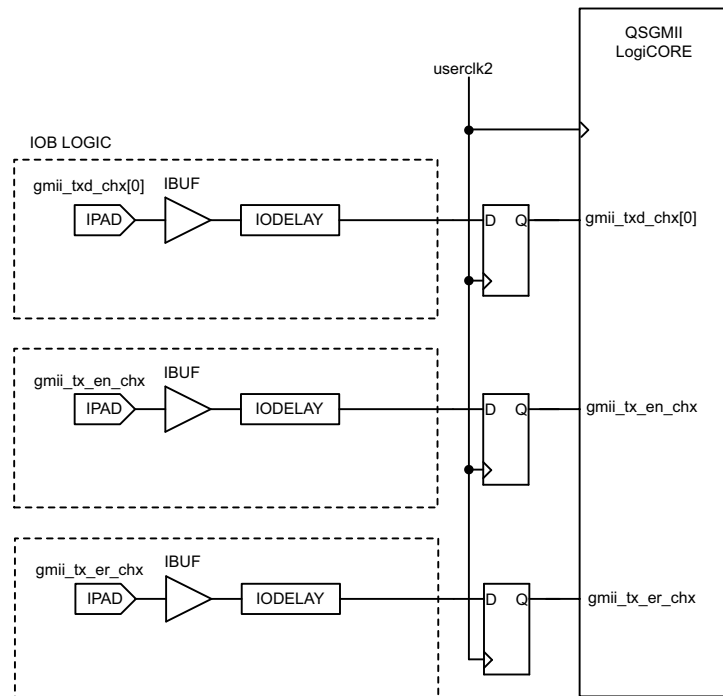 QSGMII
LogiCORE
userclk2
IOB LOGIC
gmii_txd_chx[0]
IBUF
IPAD
IODELAY
D
Q
gmii_txd_chx[0]
gmii_tx_en_chx
IBUF
IPAD
IODELAY
D
Q
gmii_tx_en_chx
gmii_tx_er_chx
IBUF
IPAD
IODELAY
D
Q
gmii_tx_er_chx